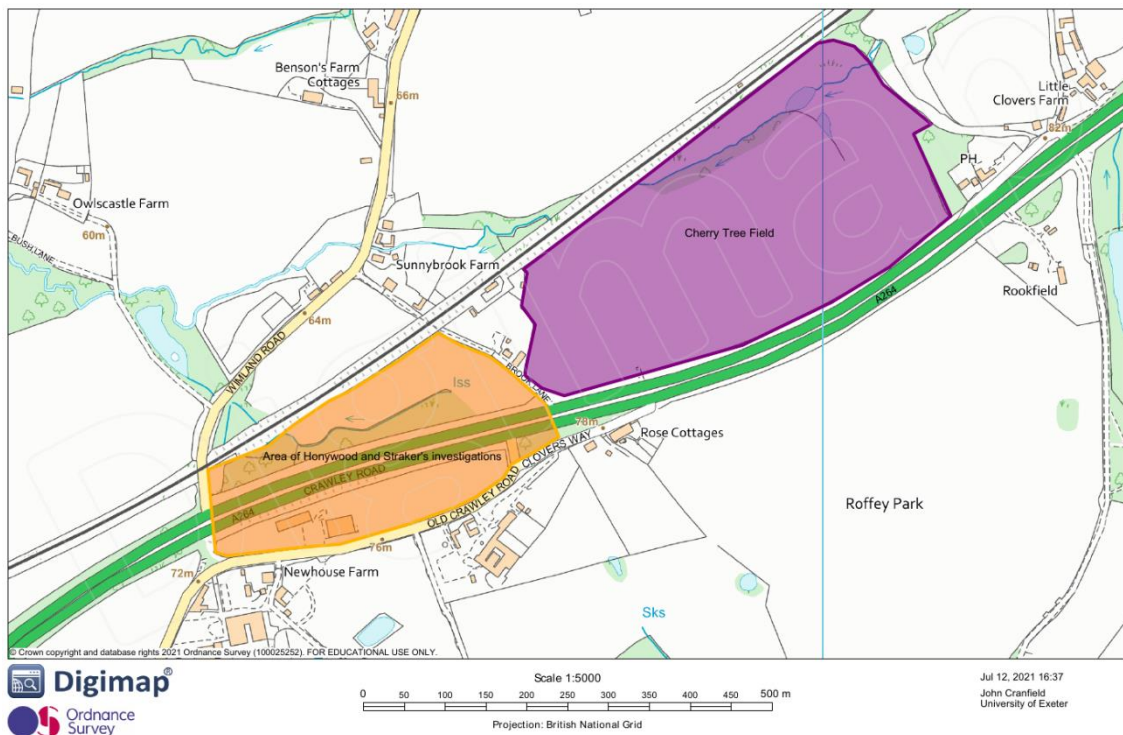 Benson's Farm
Cottages
66m
Little
Clovers Farm
82m
PH
Owlscastle Farm
60m
BUSH LANE
Cherry Tree Field
Sunnybrook Farm
A264
Rookfield
64m
WIMLAND ROAD
Iss
BROOK LANE
78m
Rose Cottages
Area of Honywood and Straker's investigations
CRAWLEY ROAD
OLD CRAWLEY ROAD
CLOVERS WAY
A264
Roffey Park
76m
72m
Newhouse Farm
Sks
© Crown copyright and database rights 2021 Ordnance Survey (100025252). FOR EDUCATIONAL USE ONLY.
Digimap®
Ordnance
Survey
Scale 1:5000
0 50 100 150 200 250 300 350 400 450 500 m
Projection: British National Grid
Jul 12, 2021 16:37
John Cranfield
University of Exeter